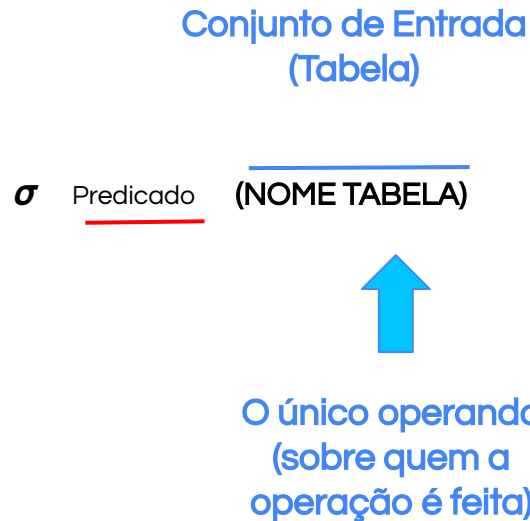 Conjunto de Entrada
(Tabela)
σ Predicado (NOME TABELA)
O único operando
(sobre quem a
operação é feita)